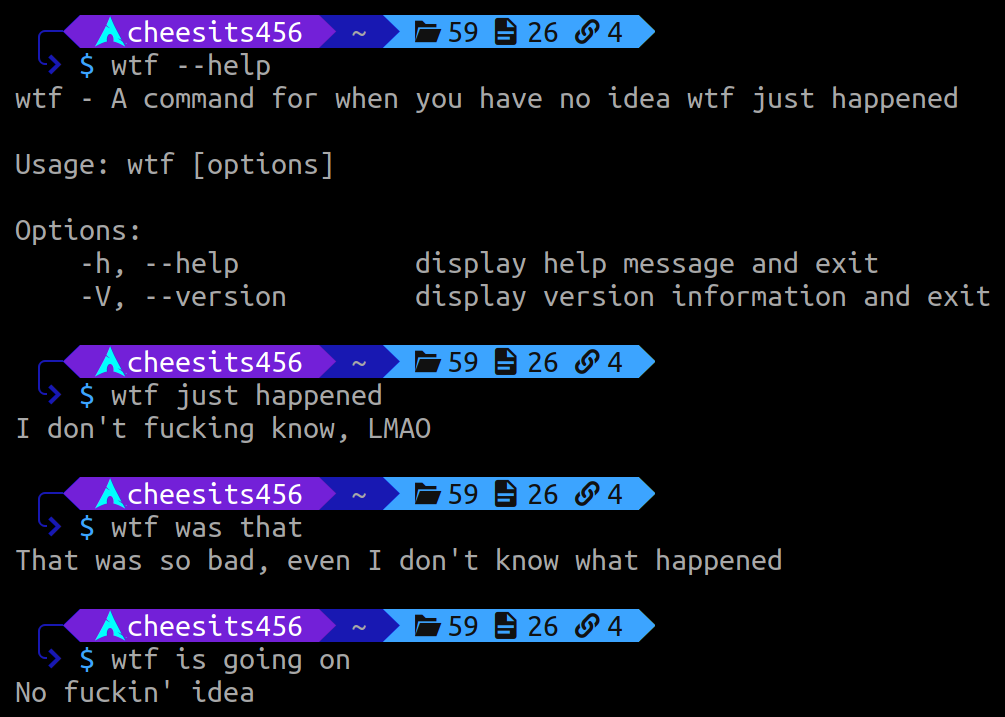 cheesits456 ~ 59 26 4
$ wtf --help
wtf - A command for when you have no idea wtf just happened
Usage: wtf [options]
Options:
-h, --help display help message and exit
-V, --version display version information and exit
cheesits456 ~ 59 26 4
$ wtf just happened
I don't fucking know, LMAO
cheesits456 ~ 59 26 4
$ wtf was that
That was so bad, even I don't know what happened
cheesits456 ~ 59 26 4
$ wtf is going on
No fuckin' idea